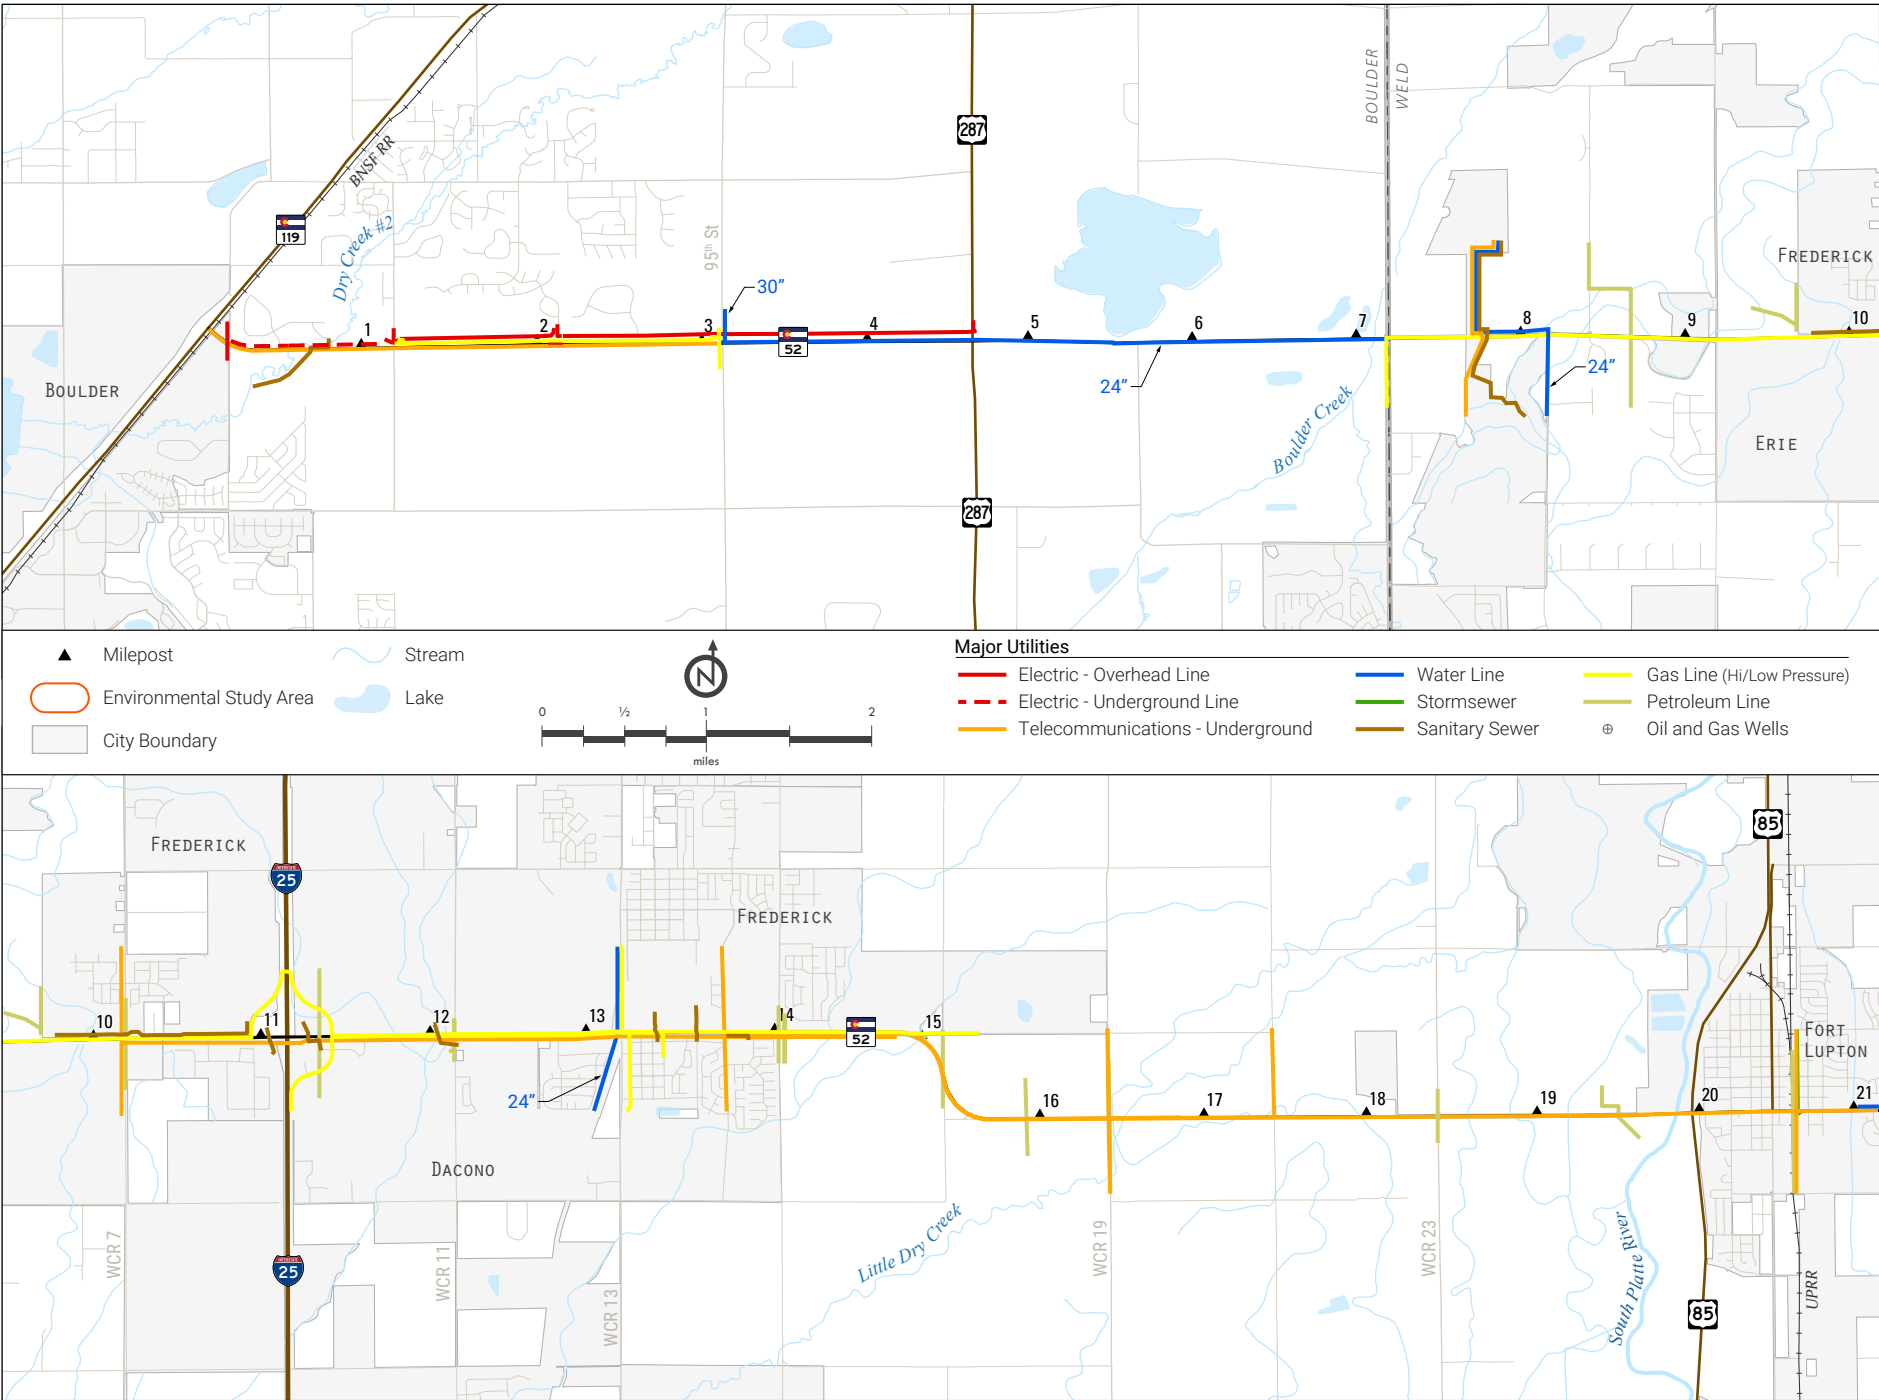 BOULDER
WELD
287
BNSF RR
119
Dry Creek #2
95th St
30”
FREDERICK
1
2
3
52
4
5
6
7
8
9
10
24”
24”
BOULDER
Boulder Creek
ERIE
287
Milepost
Stream
Environmental Study Area
Lake
City Boundary
N
0
½
1
2
miles
Major Utilities
Electric - Overhead Line
Water Line
Gas Line (Hi/Low Pressure)
Electric - Underground Line
Stormsewer
Petroleum Line
Telecommunications - Underground
Sanitary Sewer
Oil and Gas Wells
FREDERICK
25
85
FREDERICK
10
11
12
13
14
52
15
FORT
LUPTON
24”
16
17
18
19
20
21
DACONO
WCR 7
25
WCR 11
WCR 13
Little Dry Creek
WCR 19
WCR 23
South Platte River
85
UPRR